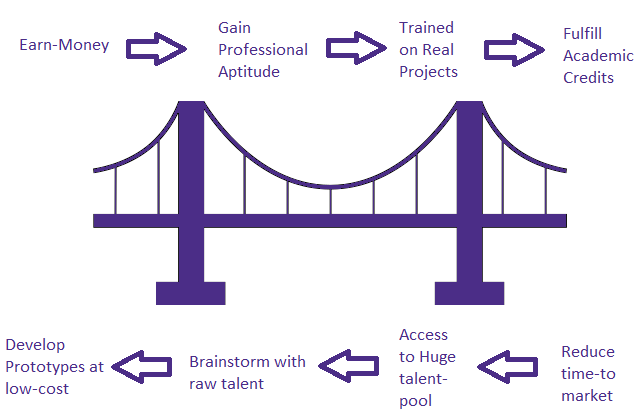 Earn-Money
Gain
Professional
Aptitude
Trained
on Real
Projects
Fulfill
Academic
Credits
Develop
Prototypes at
low-cost
Brainstorm with
raw talent
Access
to Huge
talent-
pool
Reduce
time-to
market